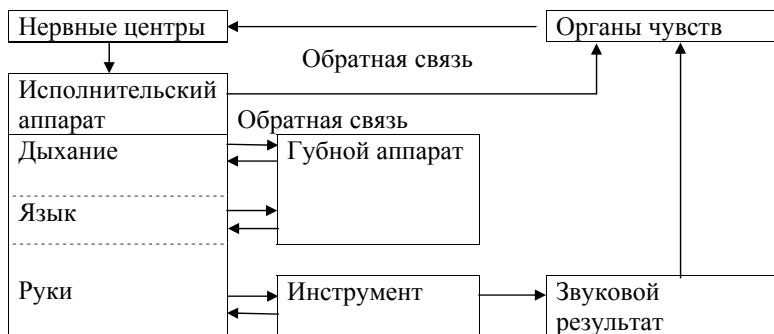 Нервные центры
Органы чувств
Обратная связь
Исполнительский
аппарат
Обратная связь
Дыхание
Губной аппарат
Язык
Руки
Инструмент
Звуковой
результат